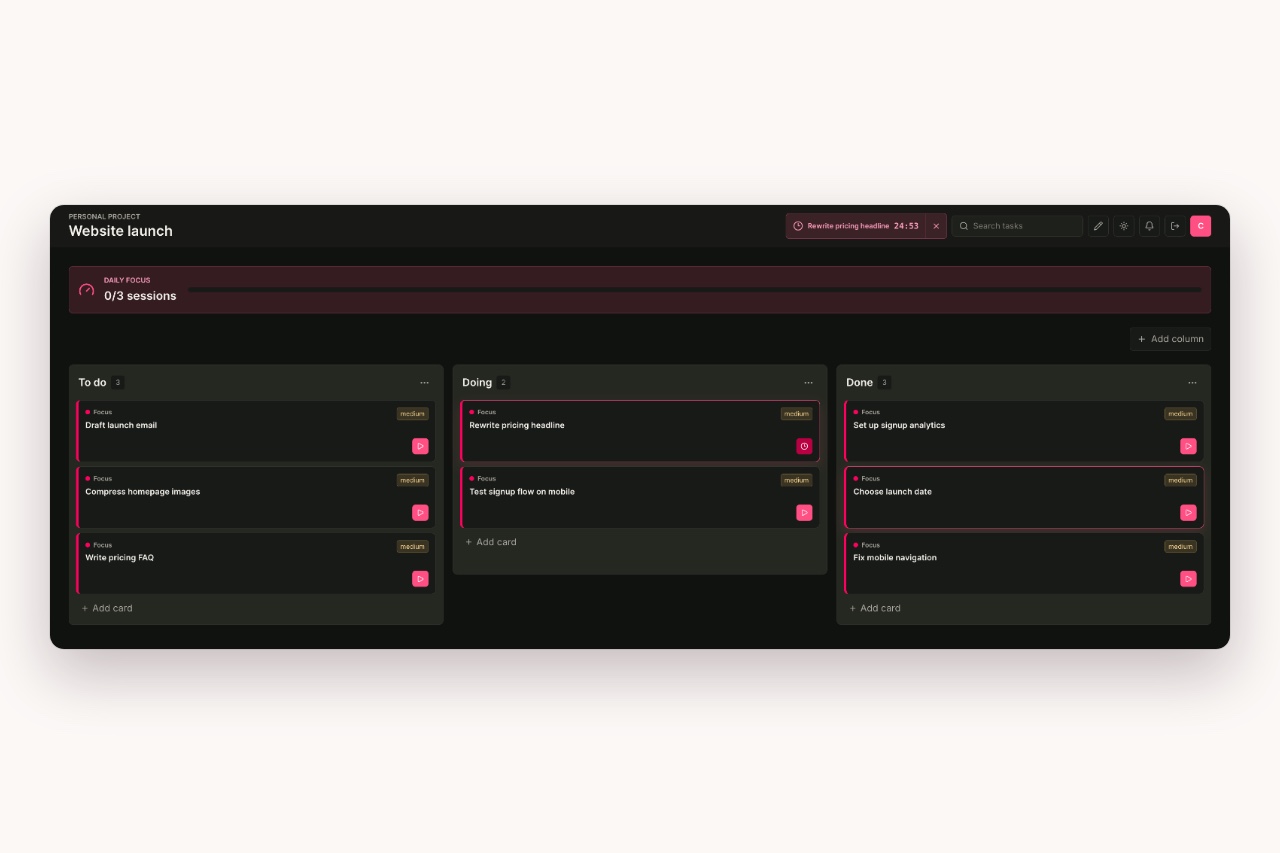 PERSONAL PROJECT
Website launch
Rewrite pricing headline 24:53
Search tasks
C
DAILY FOCUS
0/3 sessions
+ Add column
To do 3
Focus
medium
Draft launch email
Focus
medium
Compress homepage images
Focus
medium
Write pricing FAQ
+ Add card
Doing 2
Focus
medium
Rewrite pricing headline
Focus
medium
Test signup flow on mobile
+ Add card
Done 3
Focus
medium
Set up signup analytics
Focus
medium
Choose launch date
Focus
medium
Fix mobile navigation
+ Add card